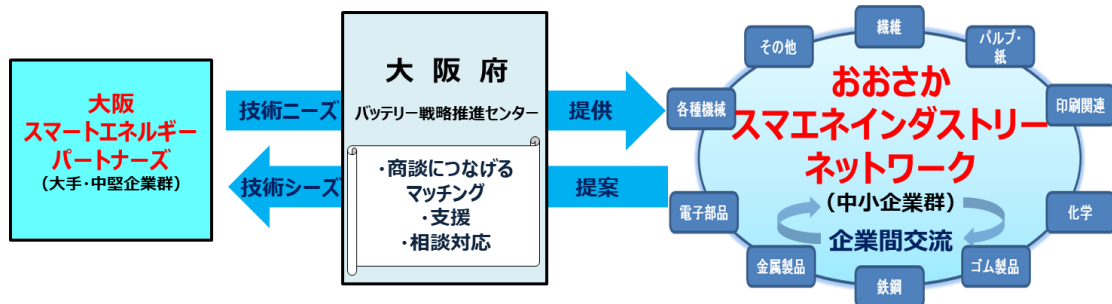 大阪
スマートエネルギー
パートナーズ
(大手・中堅企業群)
技術ニーズ
技術シーズ
大 阪 府
バッテリー戦略推進センター
・商談につなげる
マッチング
・支援
・相談対応
提供
提案
おおさか
スマエネインダストリー
ネットワーク
(中小企業群)
企業間交流
繊維
パルプ・
紙
印刷関連
化学
ゴム製品
鉄鋼
金属製品
電子部品
各種機械
その他